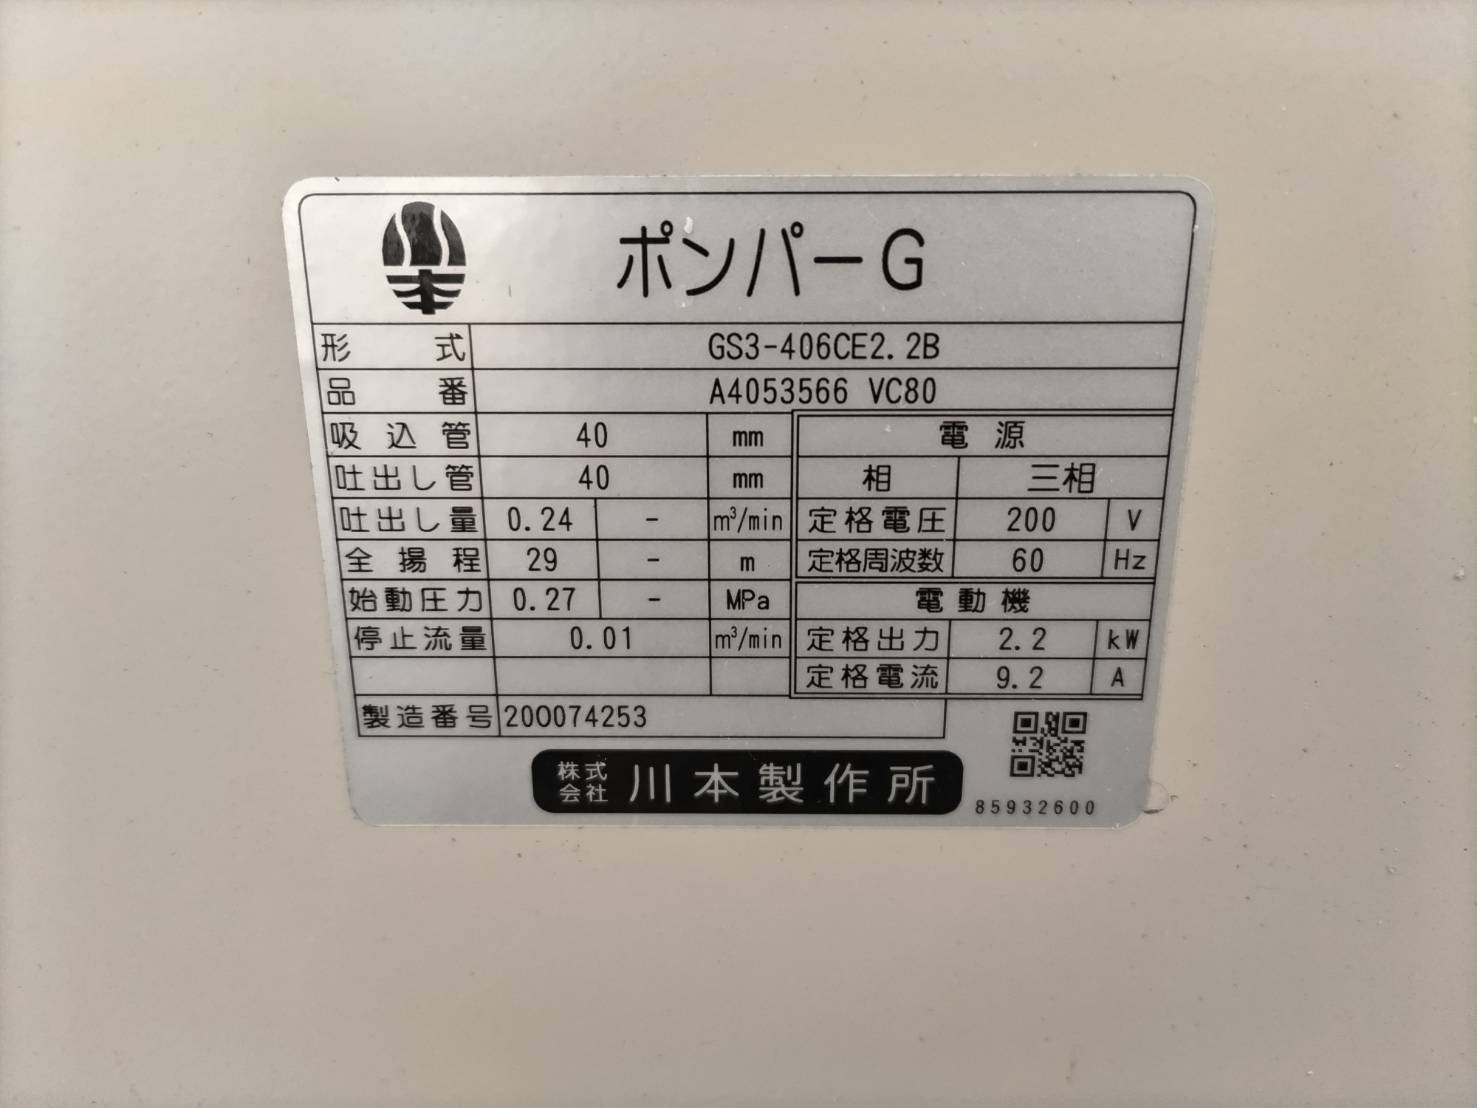 ポンパーG
形式 GS3-406CE2.2B
品番 A4053566 VC80
吸込管 40 mm
吐出し管 40 mm
吐出し量 0.24 - m³/min
全揚程 29 - m
始動圧力 0.27 - MPa
停止流量 0.01 m³/min
電源
相 三相
定格電圧 200 V
定格周波数 60 Hz
電動機
定格出力 2.2 kW
定格電流 9.2 A
製造番号 200074253
株式会社 川本製作所
85932600